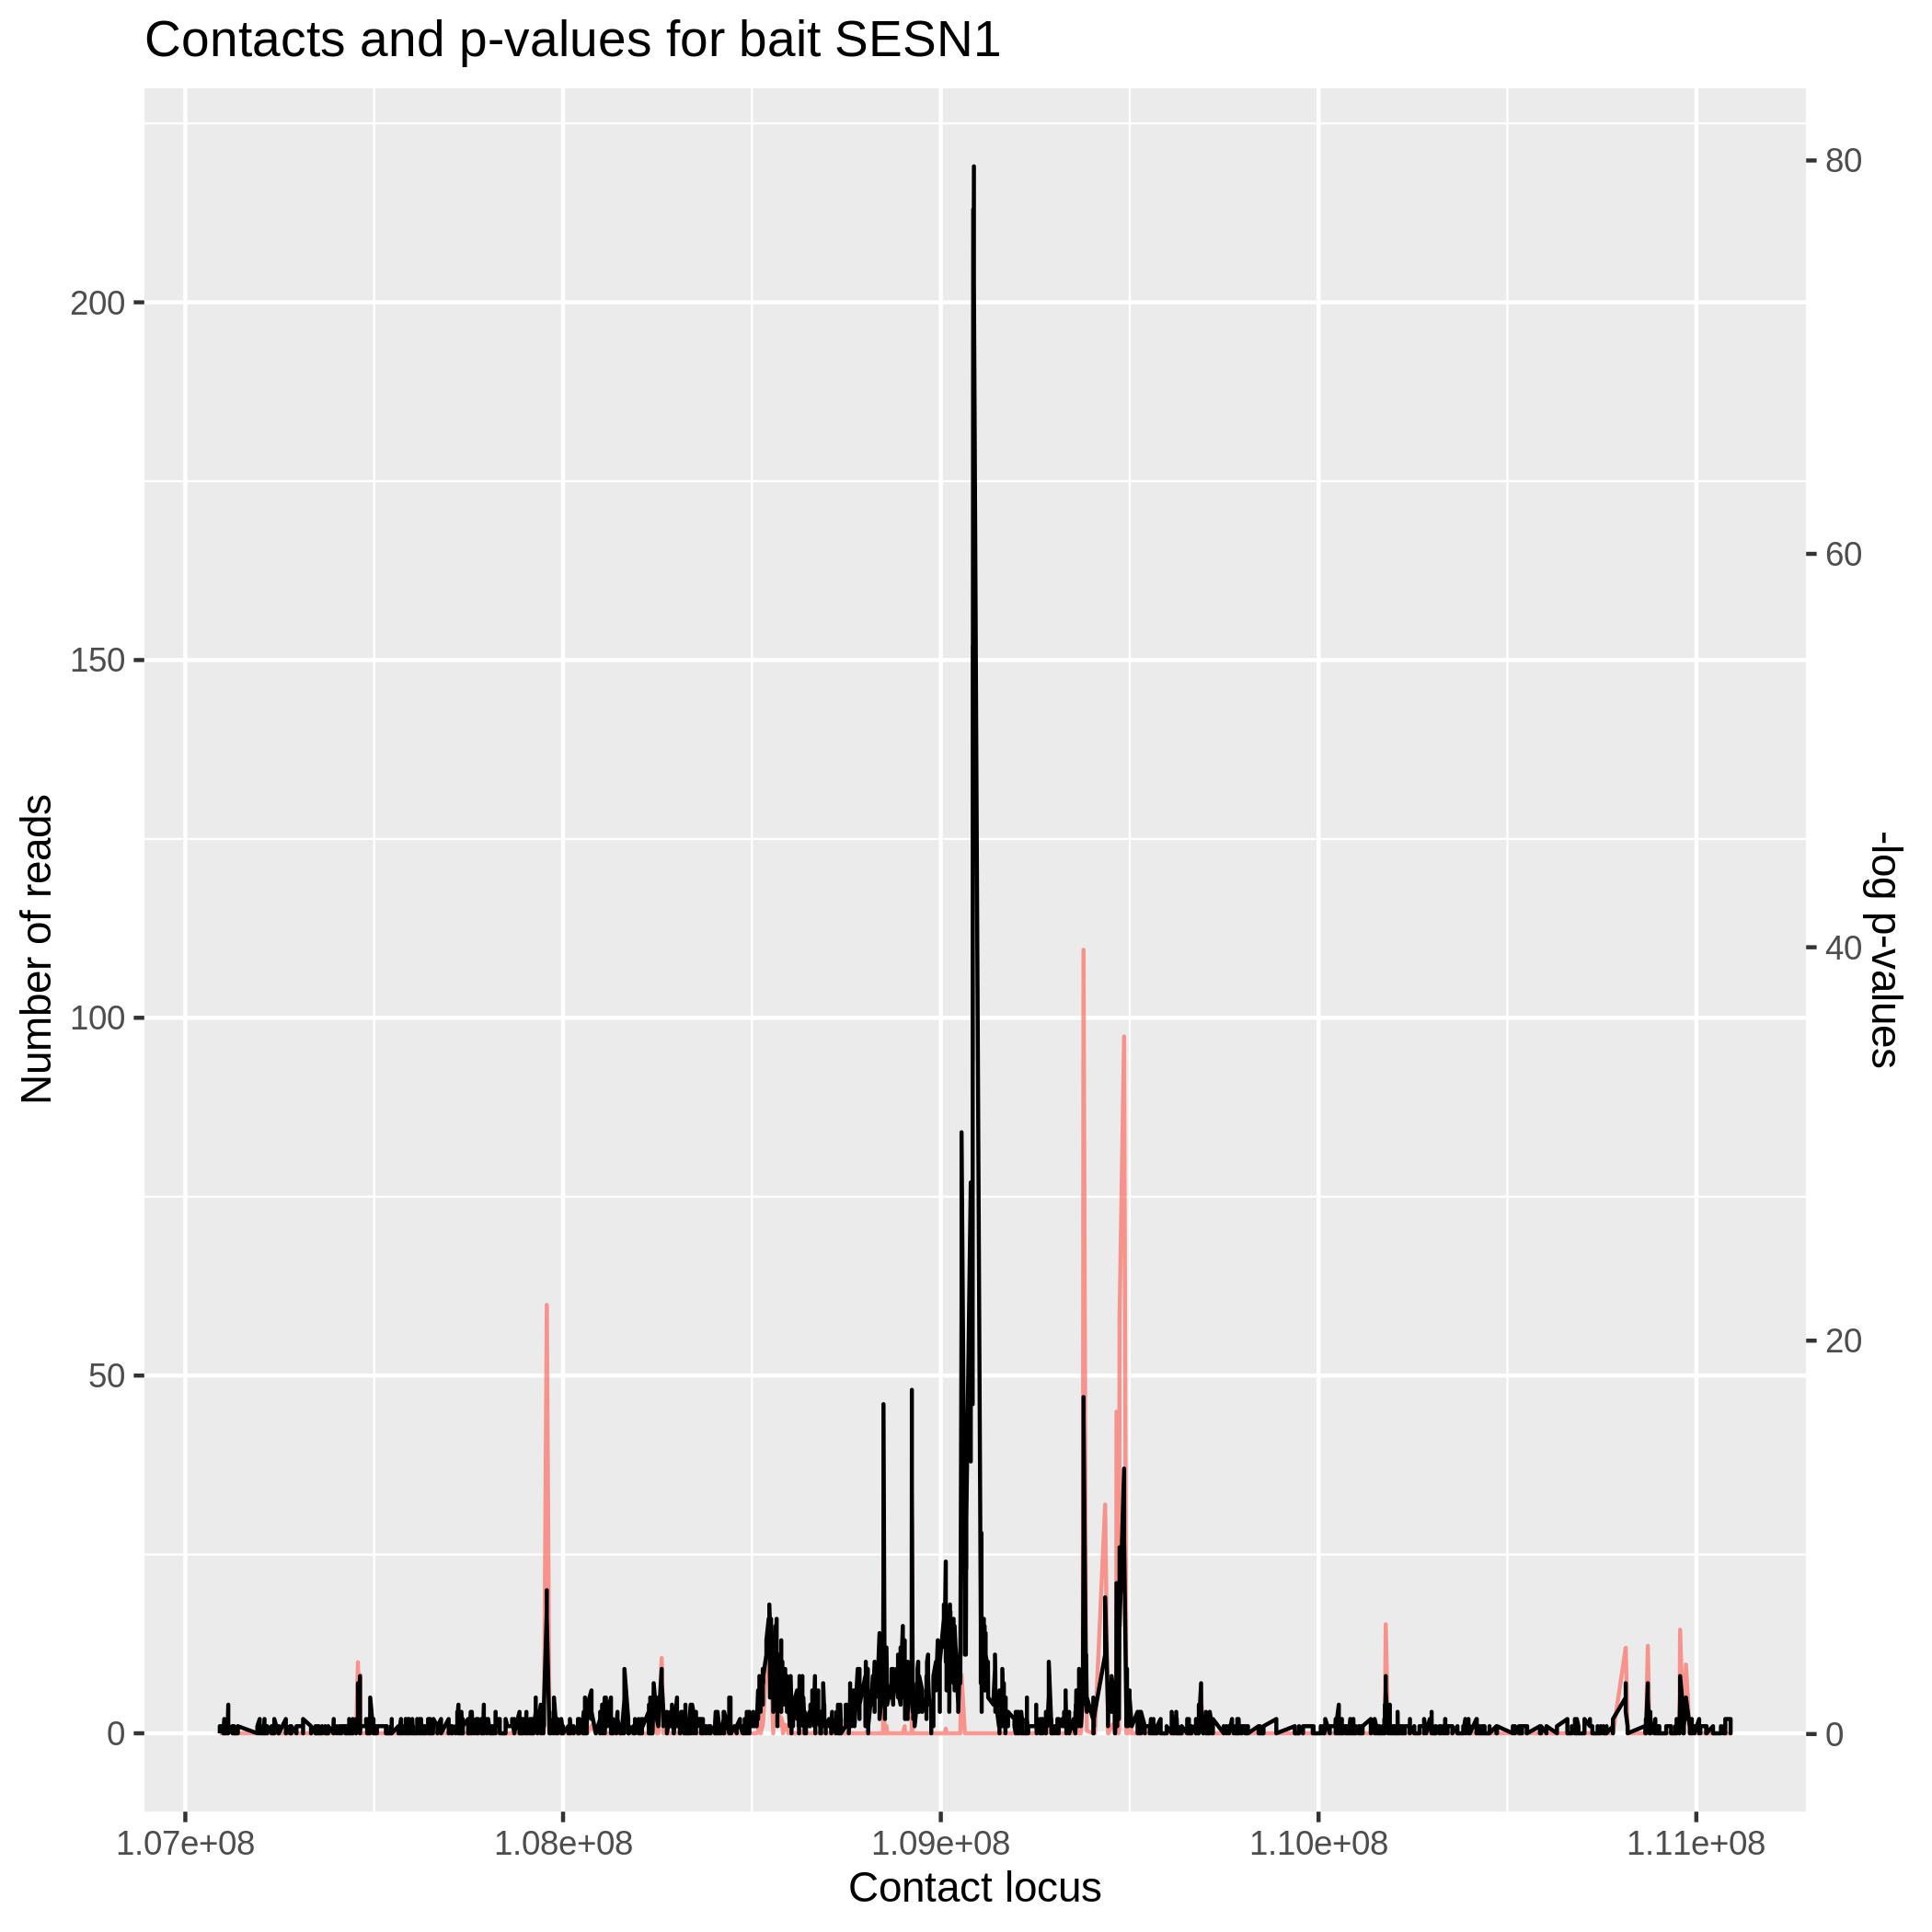 Contacts and p-values for bait SESN1
Number of reads
200
150
100
50
0
80
60
40
20
0
-log p-values
1.07e+08 1.08e+08 1.09e+08 1.10e+08 1.11e+08
Contact locus